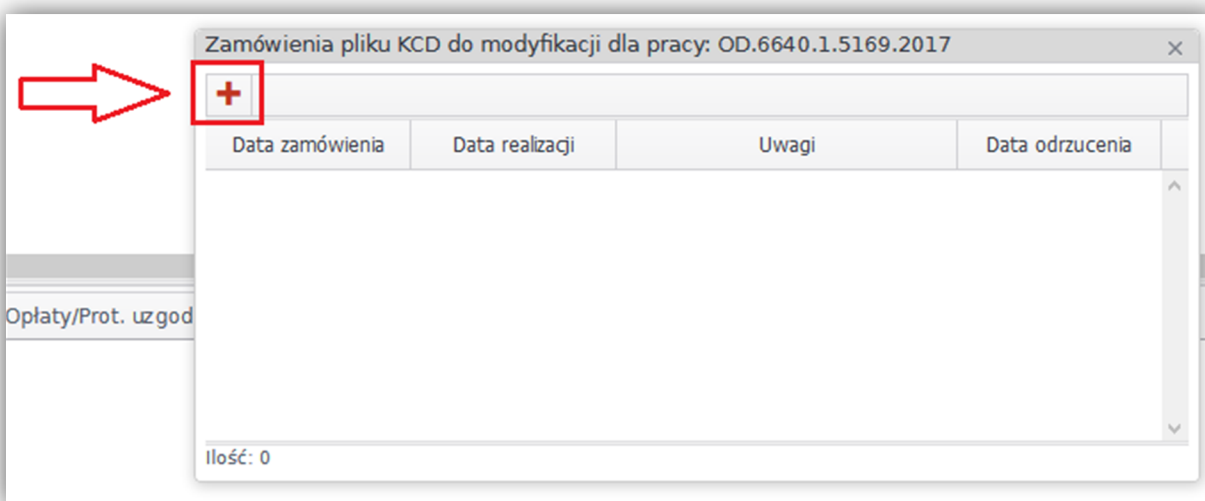 Zamówienia pliku KCD do modyfikacji dla pracy: OD.6640.1.5169.2017
Data zamówienia Data realizacji Uwagi Data odrzucenia
Opłaty/Prot. uzgod
Ilość: 0